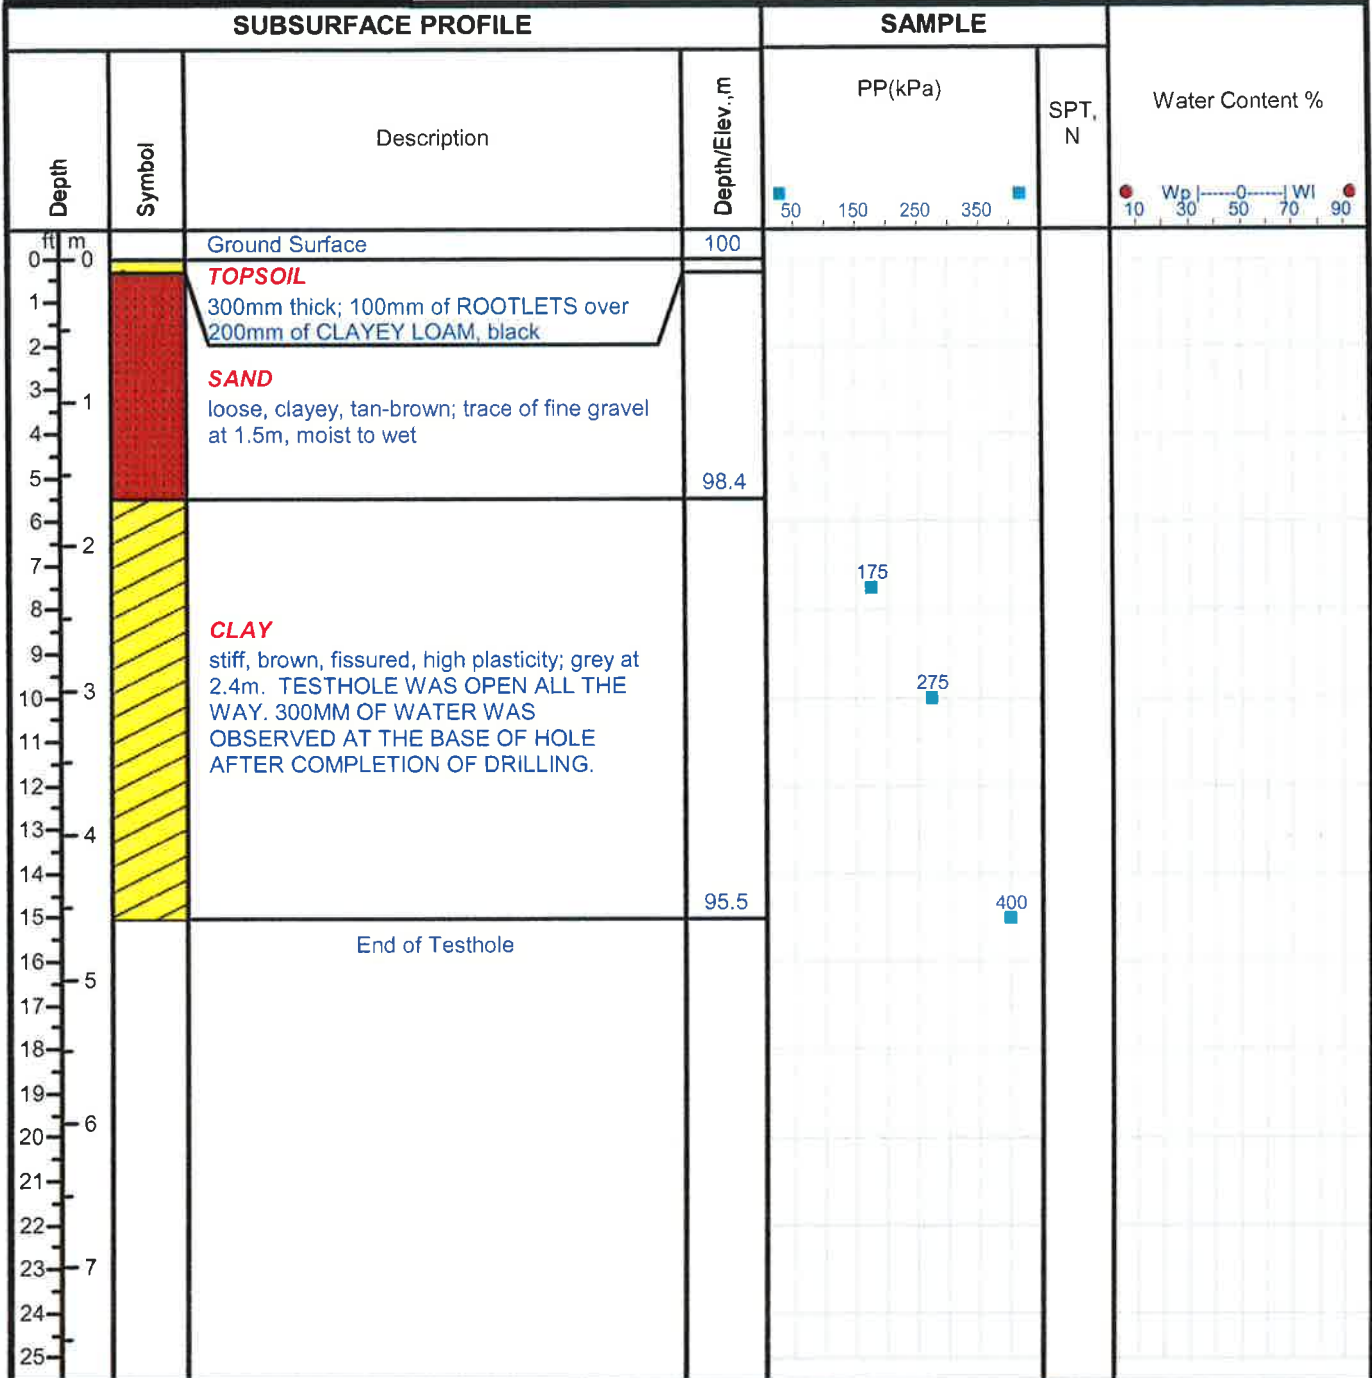 SUBSURFACE PROFILE
SAMPLE
Depth
Symbol
Description
Depth/Elev.,m
PP(kPa)
SPT,
N
Water Content %
50 150 250 350
Wp |-----0------| Wl
10 30 50 70 90
ft m
Ground Surface
100
0 0
TOPSOIL
300mm thick; 100mm of ROOTLETS over
200mm of CLAYEY LOAM, black
1
2
SAND
loose, clayey, tan-brown; trace of fine gravel
at 1.5m, moist to wet
3
1
4
5
98.4
6
2
7
175
8
CLAY
stiff, brown, fissured, high plasticity; grey at
2.4m. TESTHOLE WAS OPEN ALL THE
WAY. 300MM OF WATER WAS
OBSERVED AT THE BASE OF HOLE
AFTER COMPLETION OF DRILLING.
9
275
10
3
11
12
13
4
14
95.5
400
15
End of Testhole
16
5
17
18
19
6
20
21
22
23
7
24
25